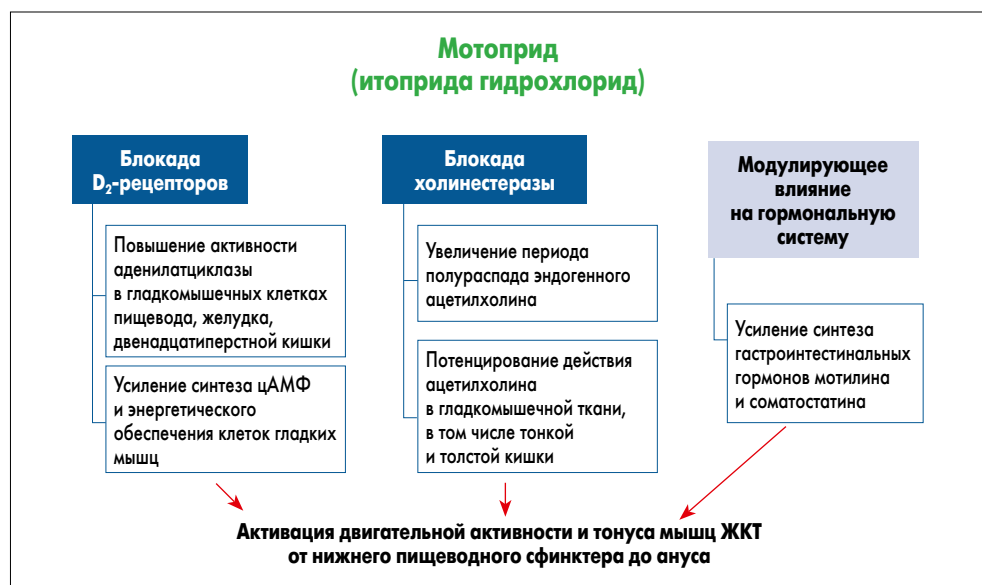 Мотоприд
(итоприда гидрохлорид)
Блокада
D₂-рецепторов
Повышение активности
аденилатциклазы
в гладкомышечных клетках
пищевода, желудка,
двенадцатиперстной кишки
Усиление синтеза цАМФ
и энергетического
обеспечения клеток гладких
мышц
Блокада
холинестеразы
Увеличение периода
полураспада эндогенного
ацетилхолина
Потенцирование действия
ацетилхолина
в гладкомышечной ткани,
в том числе тонкой
и толстой кишки
Модулирующее
влияние
на гормональную
систему
Усиление синтеза
гастроинтестинальных
гормонов мотилина
и соматостатина
Активация двигательной активности и тонуса мышц ЖКТ
от нижнего пищеводного сфинктера до ануса